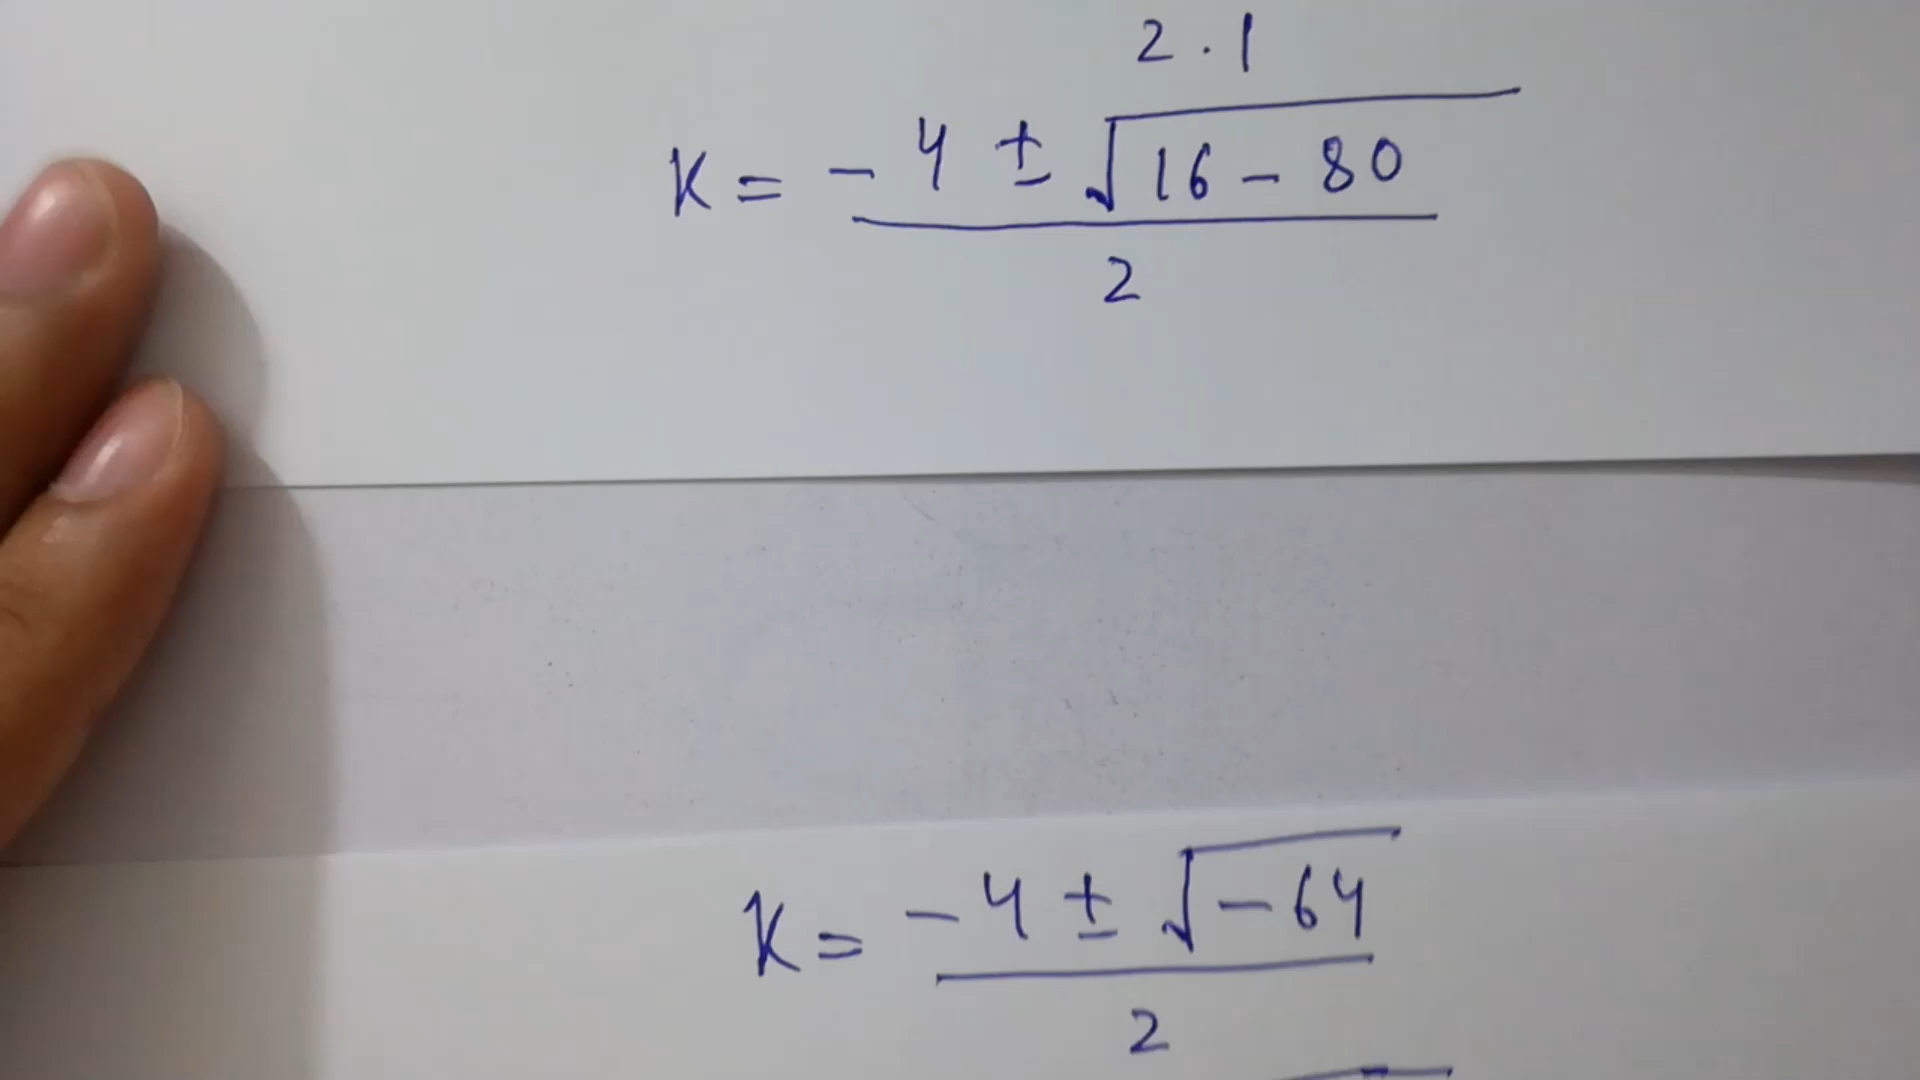 2 . 1
K = - 4 ± √16 - 80
2
K = - 4 ± √-64
2